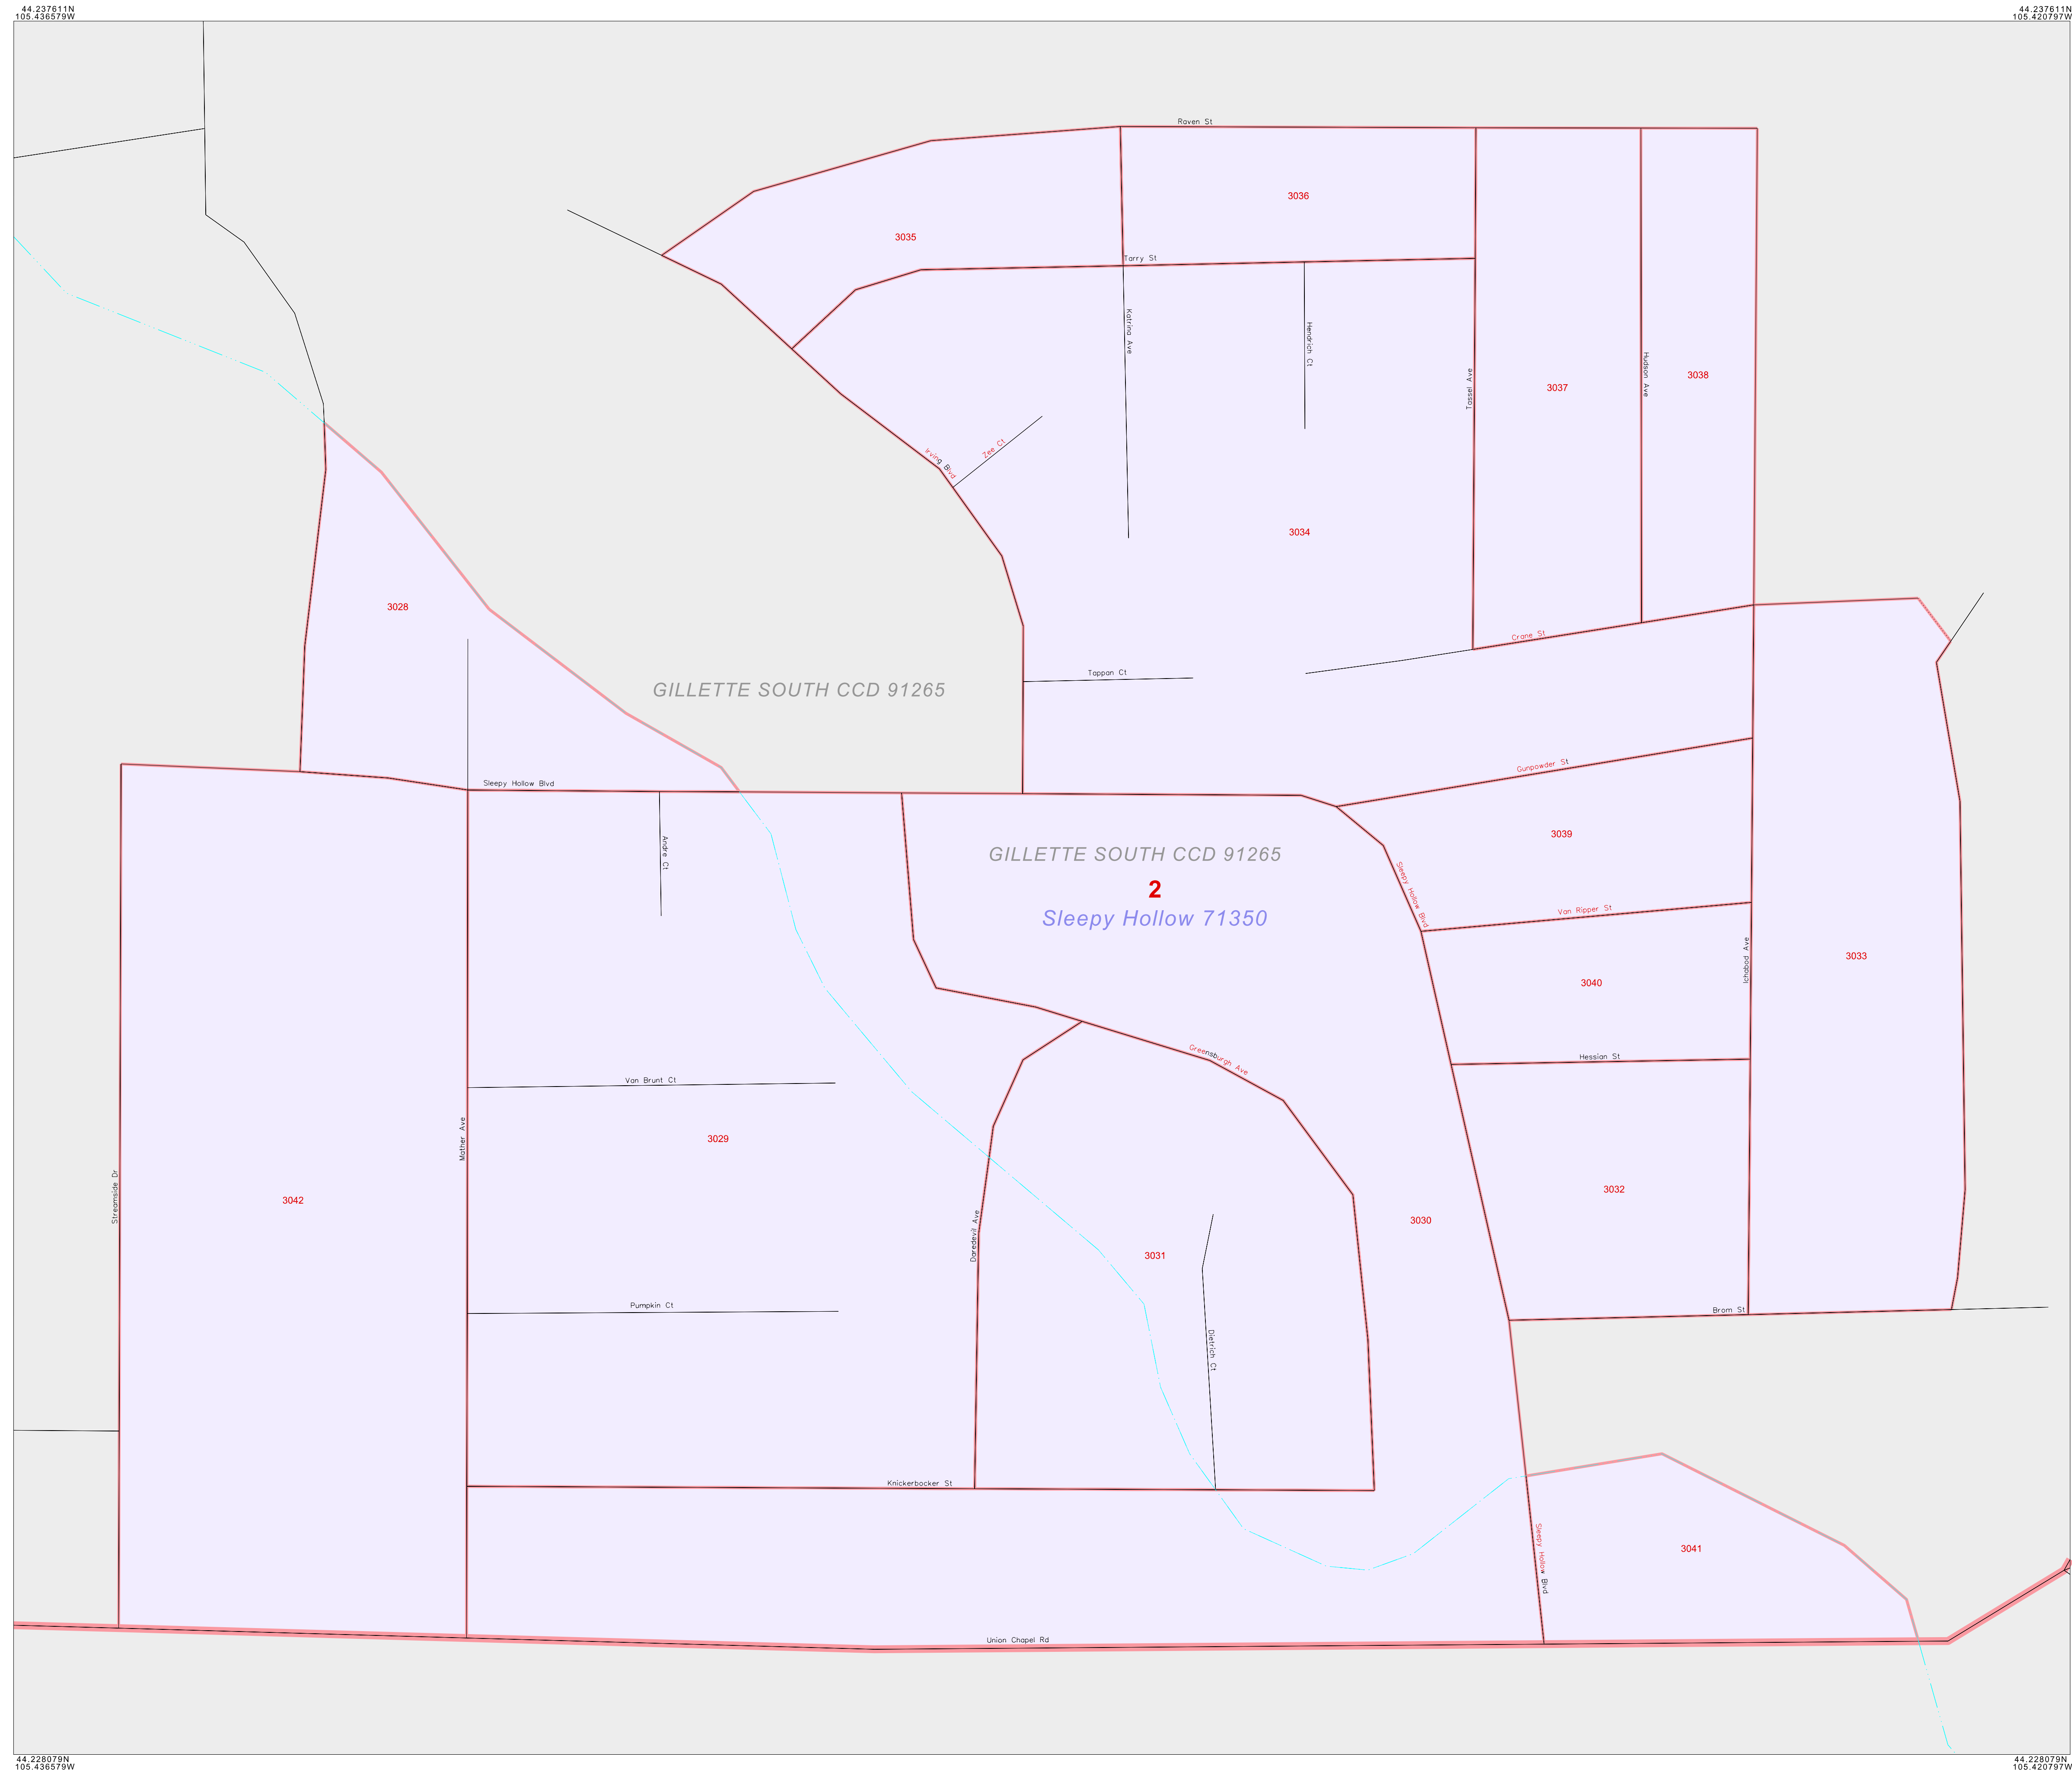 44.237611N
105.436579W
44.237611N
105.420797W
Raven St
3036
3035
Tarry St
Katrina Ave
Hendrich Ct
Tassel Ave
Hudson Ave
3038
3037
Irving Blvd
Zee Ct
3034
3028
Crane St
Tappan Ct
GILLETTE SOUTH CCD 91265
Gunpowder St
Sleepy Hollow Blvd
3039
Andre Ct
GILLETTE SOUTH CCD 91265
2
Sleepy Hollow 71350
Sleepy Hollow Blvd
Van Ripper St
Ichabod Ave
3033
3040
Hessian St
Greensburgh Ave
Van Brunt Ct
Mather Ave
3029
Streamside Dr
3042
3032
3030
Daredevil Ave
3031
Pumpkin Ct
Brom St
Dietrich Ct
Knickerbocker St
Sleepy Hollow Blvd
3041
Union Chapel Rd
44.228079N
105.436579W
44.228079N
105.420797W